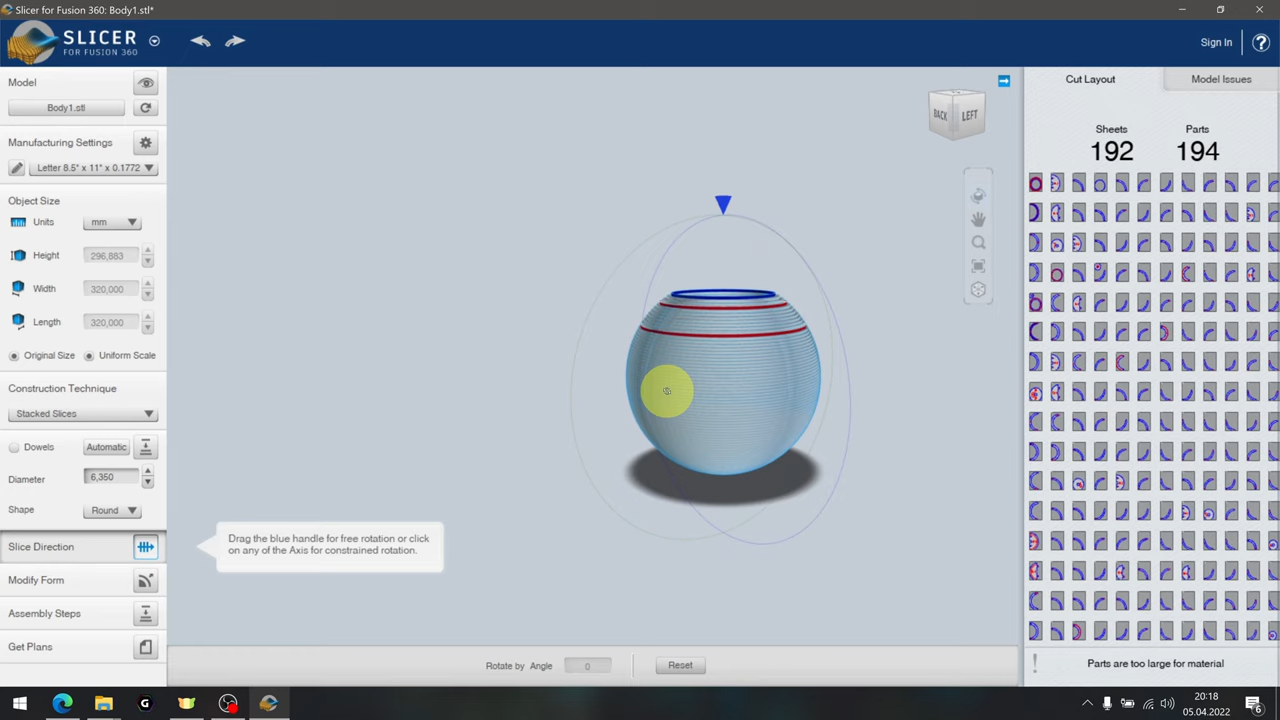 Slicer for Fusion 360: Body1.stl*
SLICER
FOR FUSION 360
Sign In
?
Model
Body1.stl
Manufacturing Settings
Letter 8.5" x 11" x 0.1772
Object Size
Units mm
Height 296,883
Width 320,000
Length 320,000
Original Size Uniform Scale
Construction Technique
Stacked Slices
Dowels Automatic
Diameter 6,350
Shape Round
Slice Direction
Modify Form
Assembly Steps
Get Plans
Drag the blue handle for free rotation or click
on any of the Axis for constrained rotation.
BACK LEFT
Rotate by Angle 0 Reset
Cut Layout Model Issues
Sheets Parts
192 194
! Parts are too large for material
G
20:18
05.04.2022
6